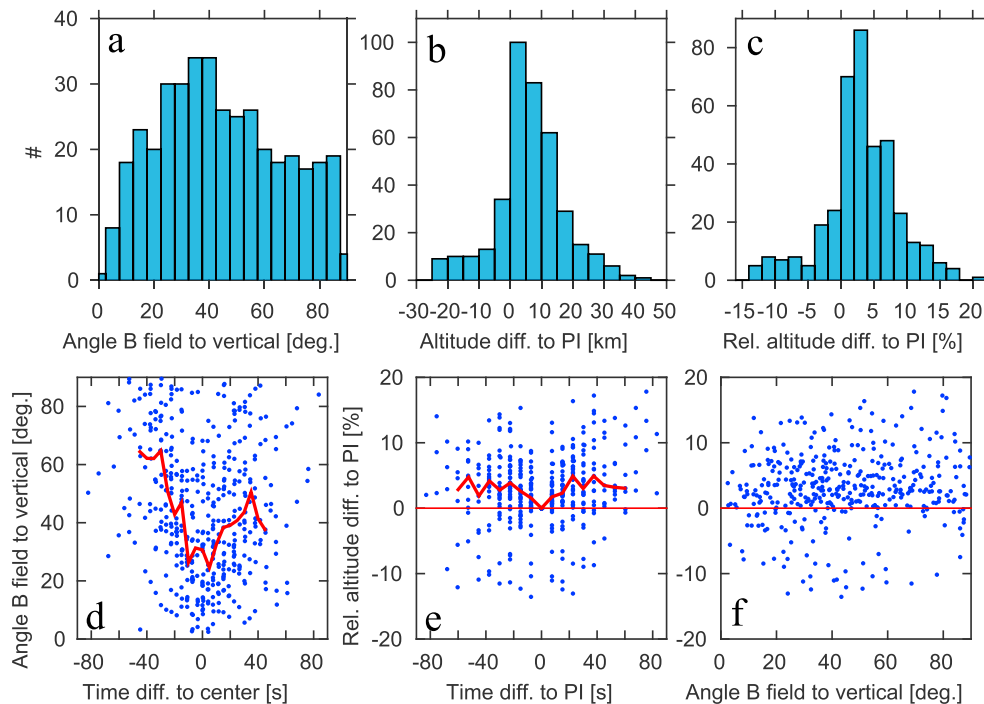 40
30
20
10
0
#
a
0 20 40 60 80
Angle B field to vertical [deg.]
100
80
60
40
20
0
b
-30 -20 -10 0 10 20 30 40 50
Altitude diff. to PI [km]
80
60
40
20
0
c
-15 -10 -5 0 5 10 15 20
Rel. altitude diff. to PI [%]
Angle B field to vertical [deg.]
80
60
40
20
0
d
-80 -40 0 40 80
Time diff. to center [s]
Rel. altitude diff. to PI [%]
20
10
0
-10
-20
e
-80 -40 0 40 80
Time diff. to PI [s]
20
10
0
-10
-20
f
0 20 40 60 80
Angle B field to vertical [deg.]